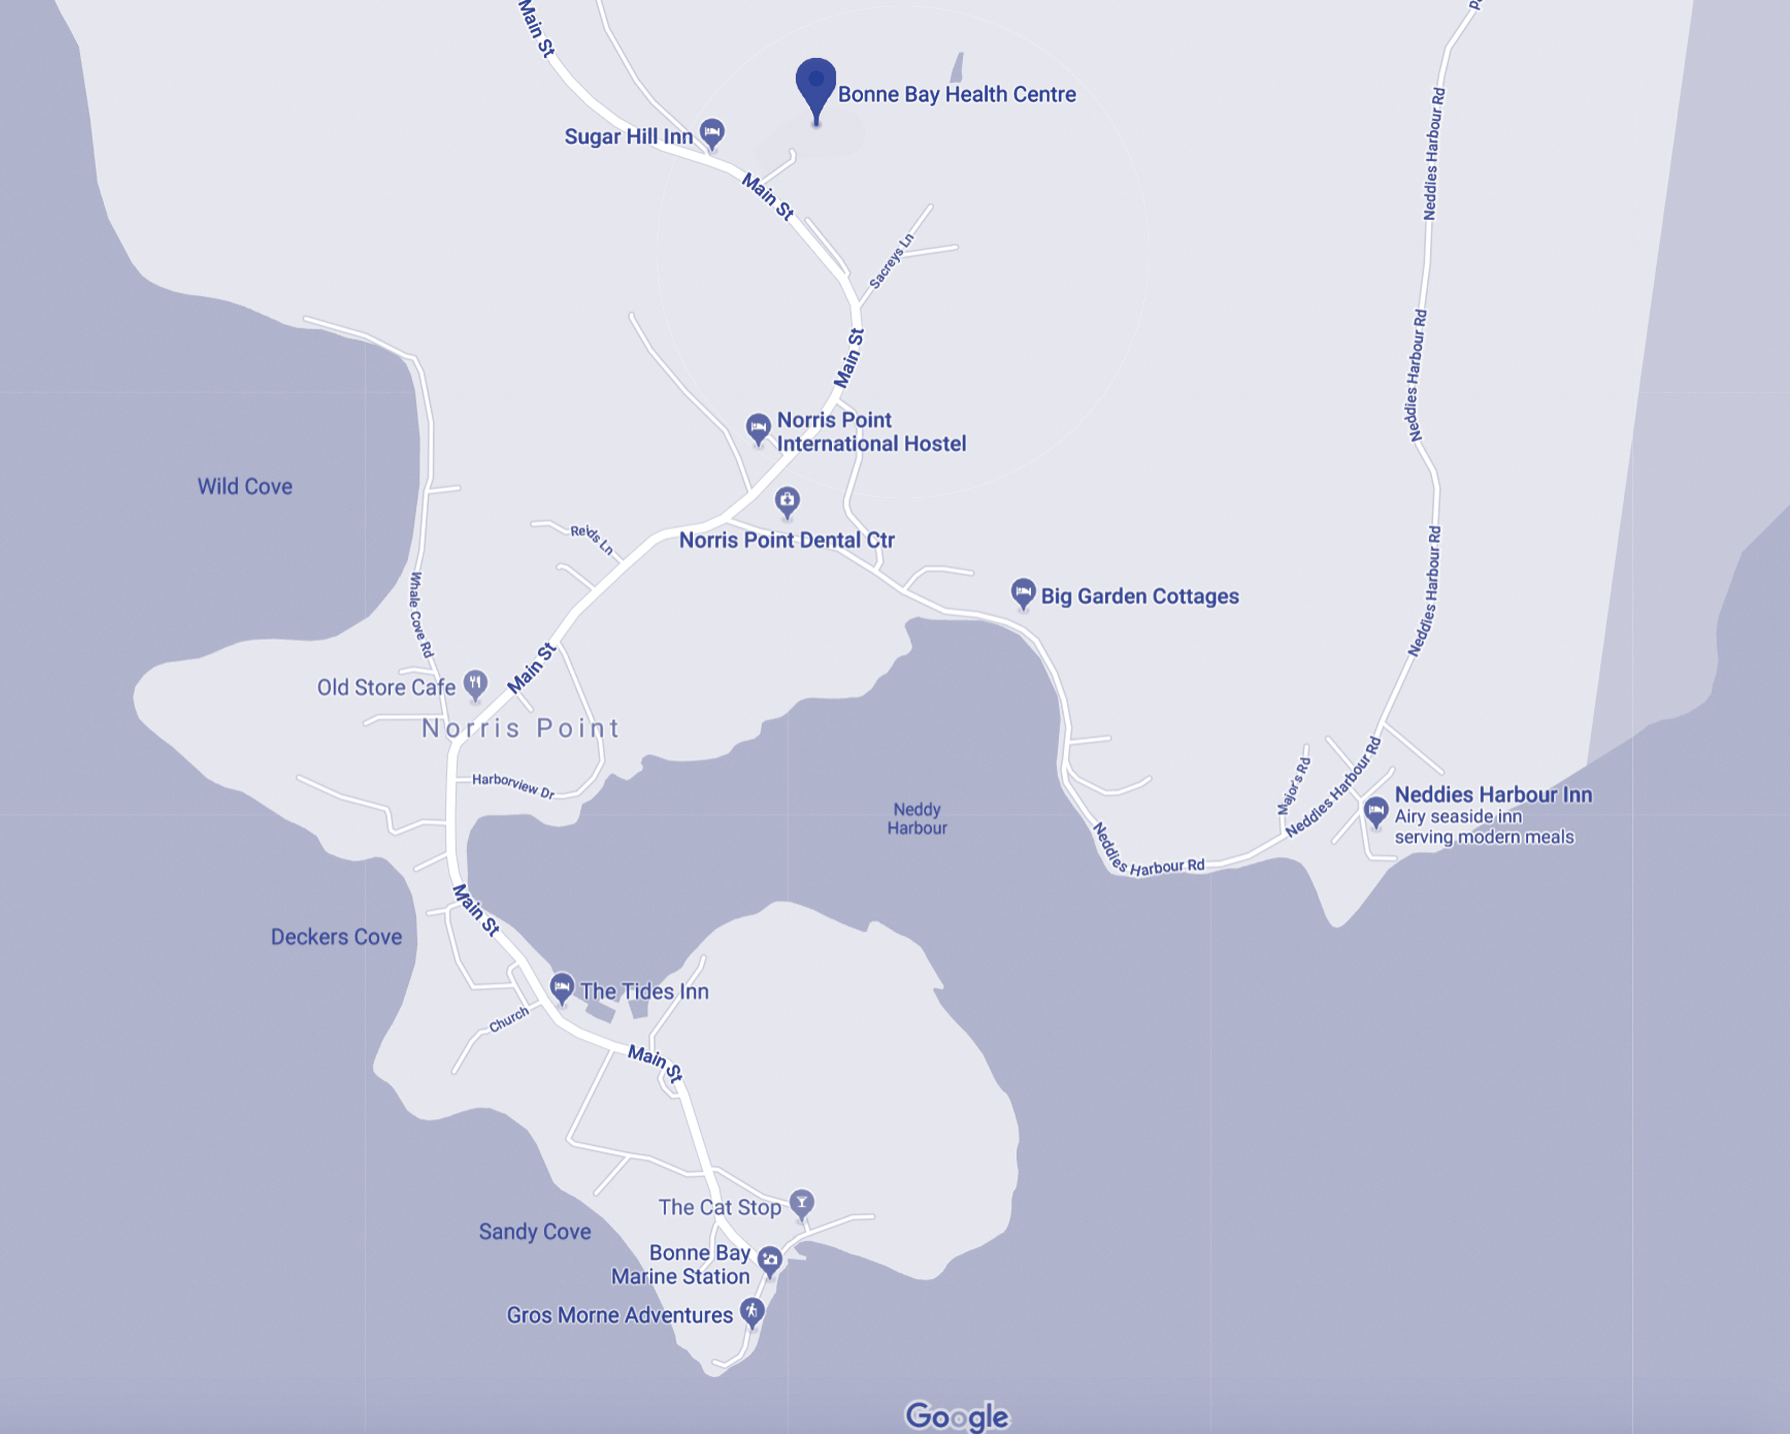 Main St
Bonne Bay Health Centre
Sugar Hill Inn
Main St
Neddies Harbour Rd
Sacreys Ln
Main St
Neddies Harbour Rd
Norris Point
International Hostel
Wild Cove
Norris Point Dental Ctr
Reids Ln
Neddies Harbour Rd
Whale Cove Rd
Big Garden Cottages
Main St
Old Store Cafe
Norris Point
Harborview Dr
Neddy
Harbour
Major's Rd
Neddies Harbour Rd
Neddies Harbour Inn
Airy seaside inn
serving modern meals
Neddies Harbour Rd
Main St
Deckers Cove
The Tides Inn
Church
Main St
The Cat Stop
Sandy Cove
Bonne Bay
Marine Station
Gros Morne Adventures
Google